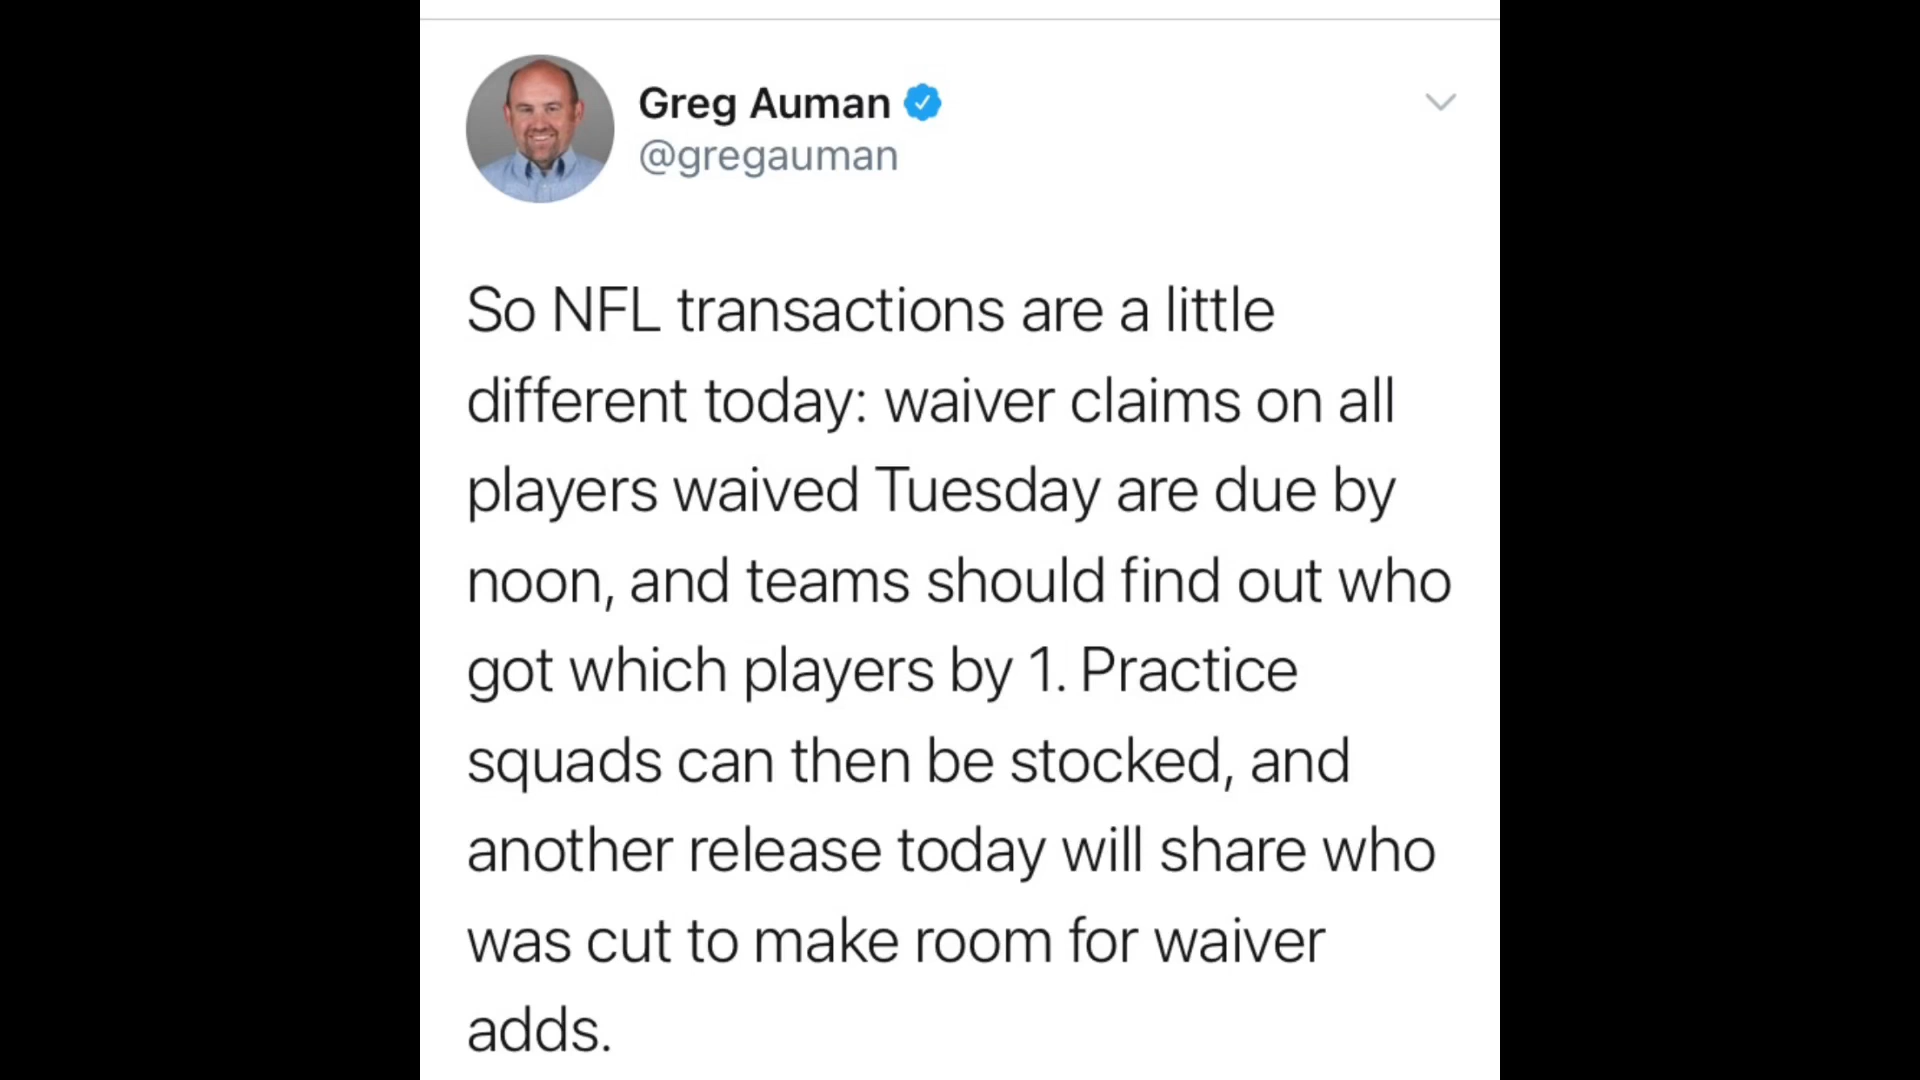 Greg Auman
@gregauman
So NFL transactions are a little
different today: waiver claims on all
players waived Tuesday are due by
noon, and teams should find out who
got which players by 1. Practice
squads can then be stocked, and
another release today will share who
was cut to make room for waiver
adds.